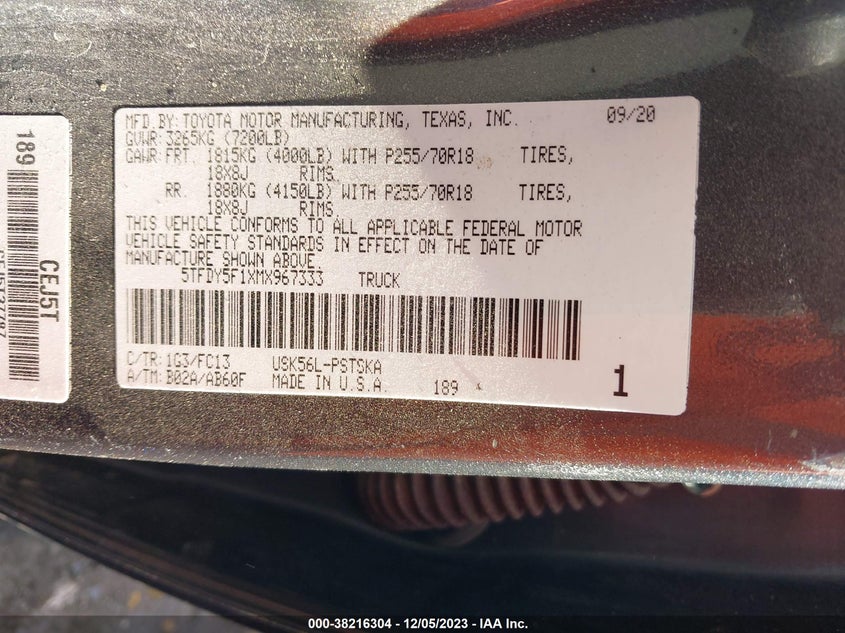 MFD.BY:TOYOTA MOTOR MANUFACTURING, TEXAS, INC. 09/20
GVWR:3265KG (7200LB)
GAWR:FRT. 1815KG (4000LB) WITH P255/70R18 TIRES,
18X8J RIMS
RR. 1880KG (4150LB) WITH P255/70R18 TIRES,
18X8J RIMS
THIS VEHICLE CONFORMS TO ALL APPLICABLE FEDERAL MOTOR
VEHICLE SAFETY STANDARDS IN EFFECT ON THE DATE OF
MANUFACTURE SHOWN ABOVE.
5TFDY5F1XMX967333 TRUCK
C/TR:1G3/FC13 USK56L-PSTSKA
A/TM:B02A/AB60F MADE IN U.S.A. 189 1
189
CEJ5T
000-38216304 - 12/05/2023 - IAA Inc.